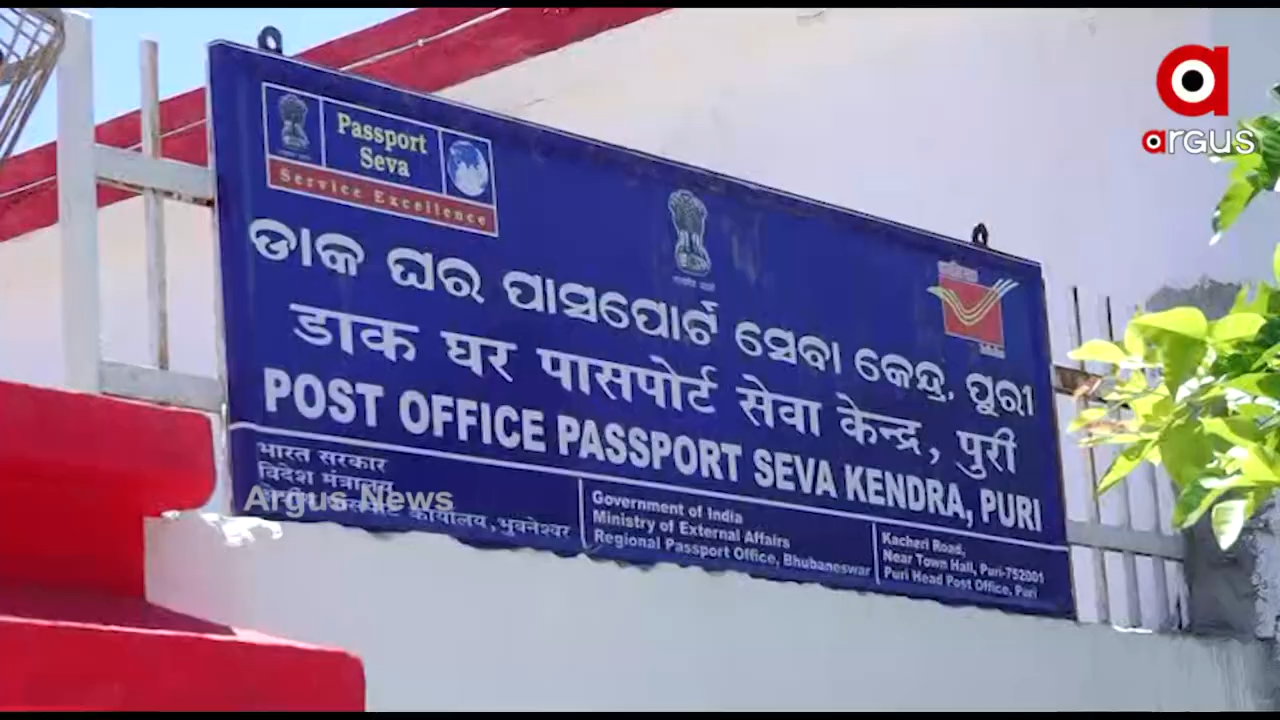 Passport
Seva
Service Excellence
ଡାକ ଘର ପାସପୋର୍ଟ ସେବା କେନ୍ଦ୍ର, ପୁରୀ
डाक घर पासपोर्ट सेवा केन्द्र, पुरी
POST OFFICE PASSPORT SEVA KENDRA, PURI
भारत सरकार
विदेश मंत्रालय
कार्यालय, भुवनेश्वर
Government of India
Ministry of External Affairs
Regional Passport Office, Bhubaneswar
Kacheri Road,
Near Town Hall, Puri-752001
Puri Head Post Office, Puri
Argus News
argus